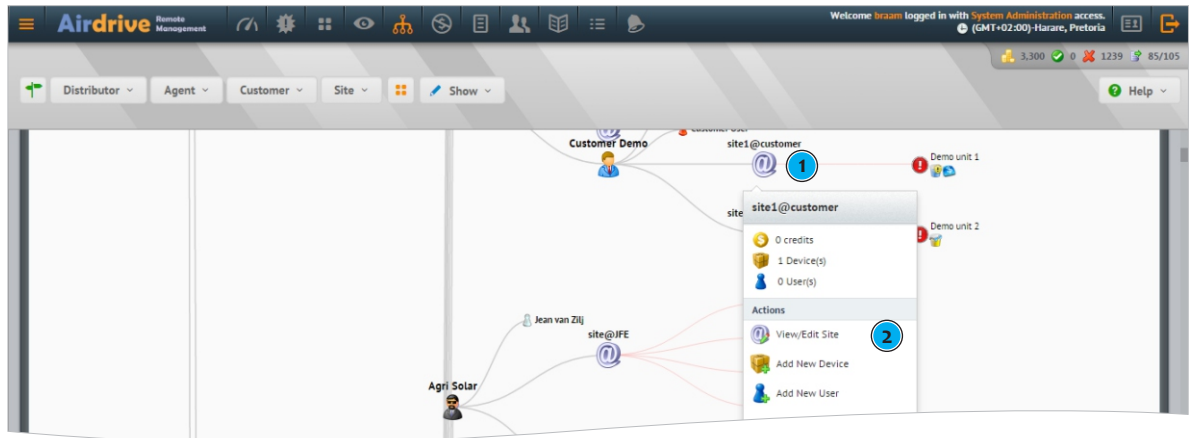 Airdrive Remote Management
Welcome braam logged in with System Administration access.
(GMT+02:00)-Harare, Pretoria
3,300 0 1239 85/105
Distributor Agent Customer Site Show Help
Customer User
Customer Demo
site1@customer
1
Demo unit 1
site1@customer
site
0 credits
Demo unit 2
1 Device(s)
0 User(s)
Actions
Jean van Zilj
site@JFE
View/Edit Site
2
Add New Device
Agri Solar
Add New User